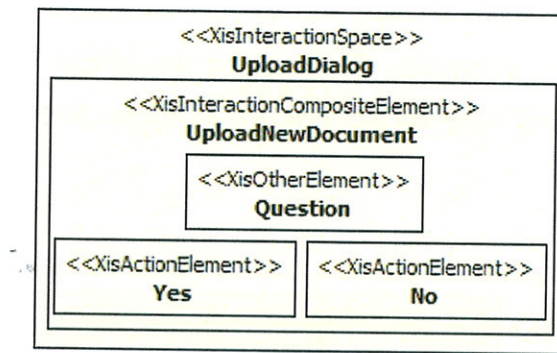 <<XisInteractionSpace>>
UploadDialog
<<XisInteractionCompositeElement>>
UploadNewDocument
<<XisOtherElement>>
Question
<<XisActionElement>> <<XisActionElement>>
Yes No